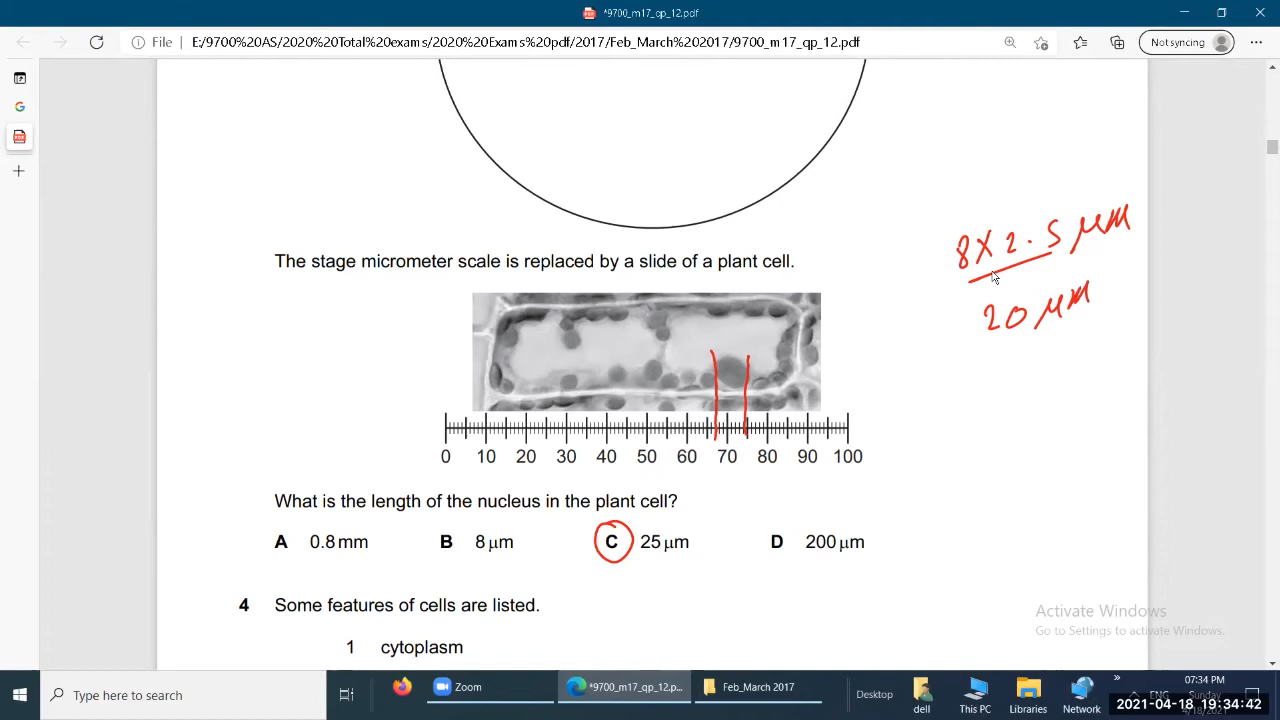 *9700_m17_qp_12.pdf
File | E:/9700%20AS/2020%20Total%20exams/2020%20Exams%20pdf/2017/Feb_March%202017/9700_m17_qp_12.pdf
Not syncing
The stage micrometer scale is replaced by a slide of a plant cell.
8 X 2.5 μm
20 μm
0 10 20 30 40 50 60 70 80 90 100
What is the length of the nucleus in the plant cell?
A 0.8 mm B 8 μm C 25 μm D 200 μm
4 Some features of cells are listed.
1 cytoplasm
Activate Windows
Go to Settings to activate Windows.
Type here to search
Zoom
*9700_m17_qp_12.p...
Feb_March 2017
Desktop
dell
This PC
Libraries
Network
ENG
07:34 PM
Sunday
2021-04-18 19:34:42